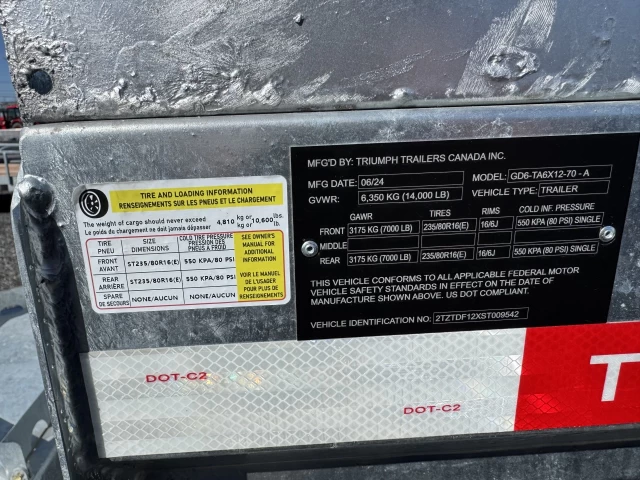 TIRE AND LOADING INFORMATION
RENSEIGNEMENTS SUR LES PNEUS ET LE CHARGEMENT
The weight of cargo should never exceed
Le poids de chargement ne doit jamais dépasser
4,810 kg or kg ou 10,600 lbs. lb.
TIRE PNEU
SIZE DIMENSIONS
COLD TIRE PRESSURE PRESSION DES PNEUS A FROID
FRONT AVANT ST235/80R16(E) 550 KPA/80 PSI
REAR ARRIÈRE ST235/80R16(E) 550 KPA/80 PSI
SPARE DE SECOURS NONE/AUCUN NONE/AUCUN
SEE OWNER'S
MANUAL FOR
ADDITIONAL
INFORMATION
VOIR LE MANUEL
DE L'USAGER
POUR PLUS DE
RENSEIGNEMENTS
MFG'D BY: TRIUMPH TRAILERS CANADA INC.
MFG DATE: 06/24 MODEL: GD6-TA6X12-70 - A
GVWR: 6,350 KG (14,000 LB) VEHICLE TYPE: TRAILER
GAWR TIRES RIMS COLD INF. PRESSURE
FRONT 3175 KG (7000 LB) 235/80R16(E) 16/6J 550 KPA (80 PSI) SINGLE
MIDDLE
REAR 3175 KG (7000 LB) 235/80R16(E) 16/6J 550 KPA (80 PSI) SINGLE
THIS VEHICLE CONFORMS TO ALL APPLICABLE FEDERAL MOTOR
VEHICLE SAFETY STANDARDS IN EFFECT ON THE DATE OF
MANUFACTURE SHOWN ABOVE. US DOT COMPLIANT.
VEHICLE IDENTIFICATION NO: 2TZTDF12XST009542
DOT-C2
DOT-C2
T